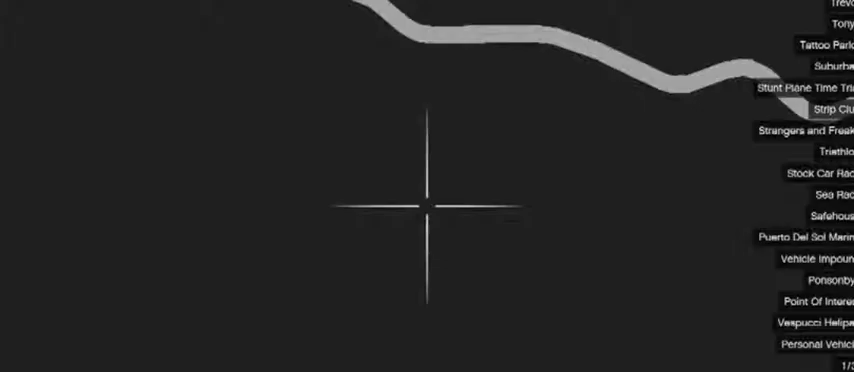 Trevo
Tony
Tattoo Parlo
Suburba
Stunt Plane Time Tria
Strip Clu
Strangers and Freak
Triathlo
Stock Car Rac
Sea Rac
Safehous
Puerto Del Sol Marin
Vehicle Impoun
Ponsonby
Point Of Interes
Vespucci Helipa
Personal Vehicl
1/3